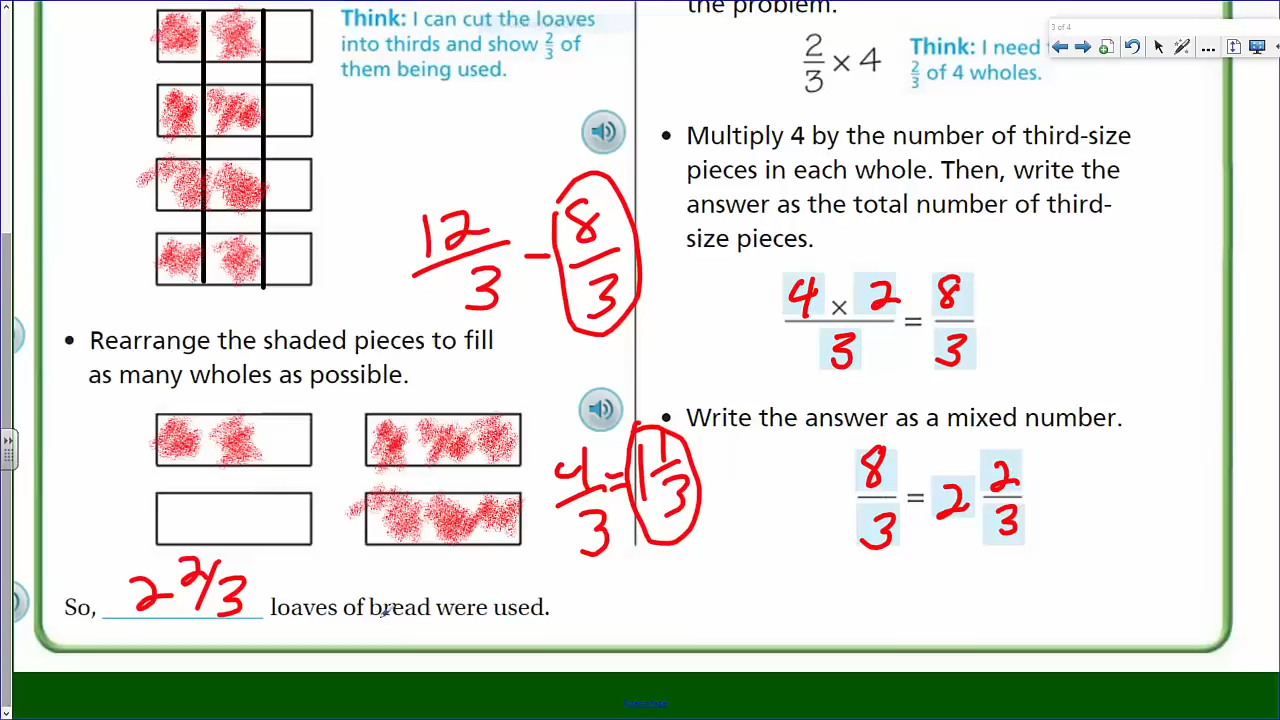 Think: I can cut the loaves
into thirds and show 2/3 of
them being used.
12/3 - 8/3
• Rearrange the shaded pieces to fill
as many wholes as possible.
4/3 = 1 1/3
So, 2 2/3 loaves of bread were used.
the problem.
2/3 × 4
Think: I need
2/3 of 4 wholes.
3 of 4
• Multiply 4 by the number of third-size
pieces in each whole. Then, write the
answer as the total number of third-
size pieces.
4 × 2 / 3 = 8/3
• Write the answer as a mixed number.
8/3 = 2 2/3